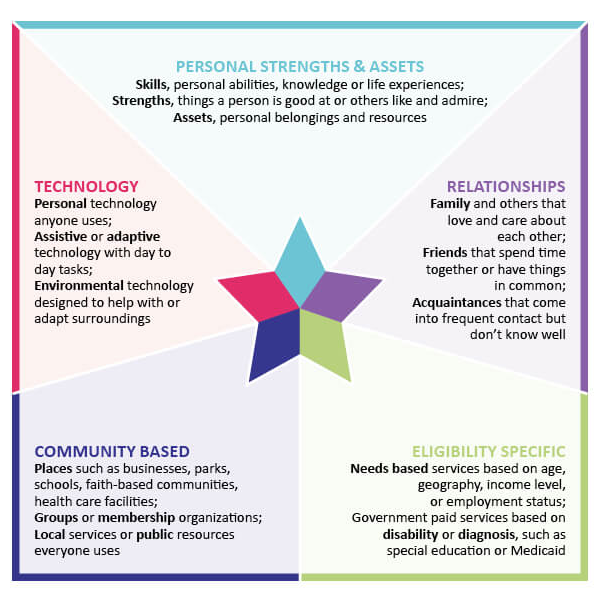 PERSONAL STRENGTHS & ASSETS
Skills, personal abilities, knowledge or life experiences;
Strengths, things a person is good at or others like and admire;
Assets, personal belongings and resources
TECHNOLOGY
Personal technology
anyone uses;
Assistive or adaptive
technology with day to
day tasks;
Environmental technology
designed to help with or
adapt surroundings
RELATIONSHIPS
Family and others that
love and care about
each other;
Friends that spend time
together or have things
in common;
Acquaintances that come
into frequent contact but
don't know well
COMMUNITY BASED
Places such as businesses, parks,
schools, faith-based communities,
health care facilities;
Groups or membership organizations;
Local services or public resources
everyone uses
ELIGIBILITY SPECIFIC
Needs based services based on age,
geography, income level,
or employment status;
Government paid services based on
disability or diagnosis, such as
special education or Medicaid